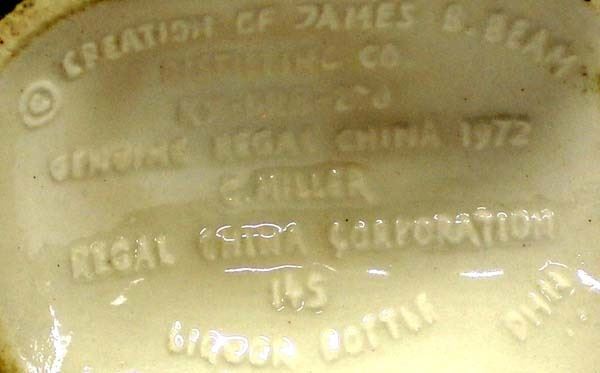 © CREATION OF JAMES B. BEAM
DISTILLING CO.
GENUINE REGAL CHINA 1972
C. MILLER
REGAL CHINA CORPORATION
145
LIQUOR BOTTLE